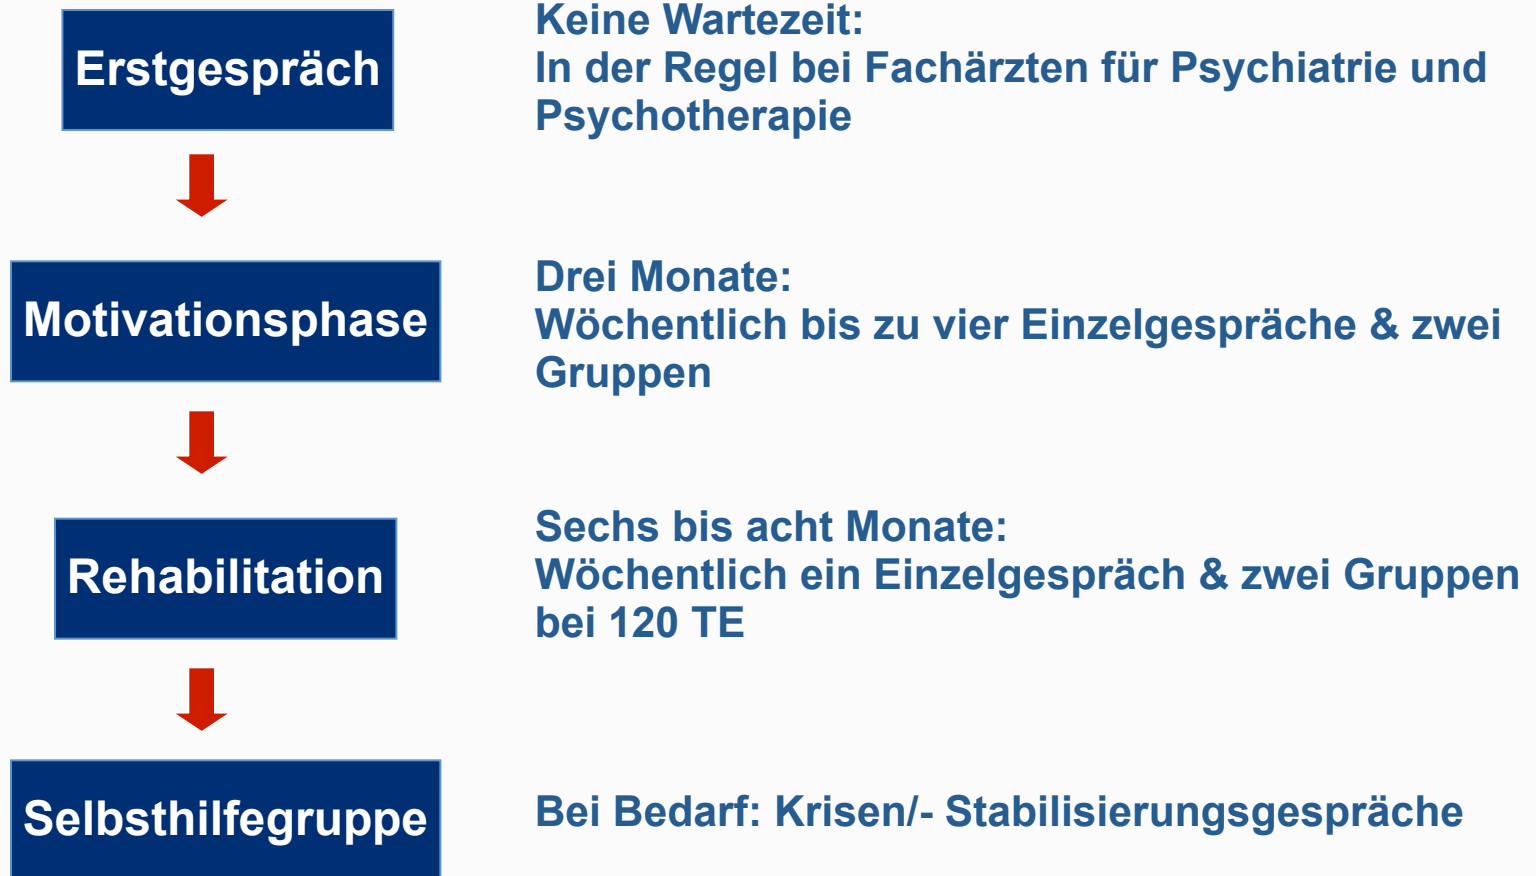 Erstgespräch
Keine Wartezeit:
In der Regel bei Fachärzten für Psychiatrie und
Psychotherapie
Motivationsphase
Drei Monate:
Wöchentlich bis zu vier Einzelgespräche & zwei
Gruppen
Rehabilitation
Sechs bis acht Monate:
Wöchentlich ein Einzelgespräch & zwei Gruppen
bei 120 TE
Selbsthilfegruppe
Bei Bedarf: Krisen/- Stabilisierungsgespräche